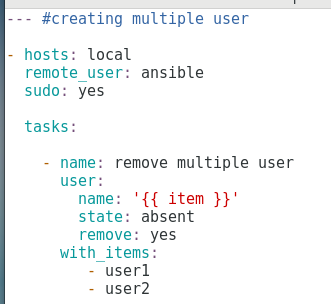 --- #creating multiple user
- hosts: local
remote_user: ansible
sudo: yes
tasks:
- name: remove multiple user
user:
name: '{{ item }}'
state: absent
remove: yes
with_items:
- user1
- user2